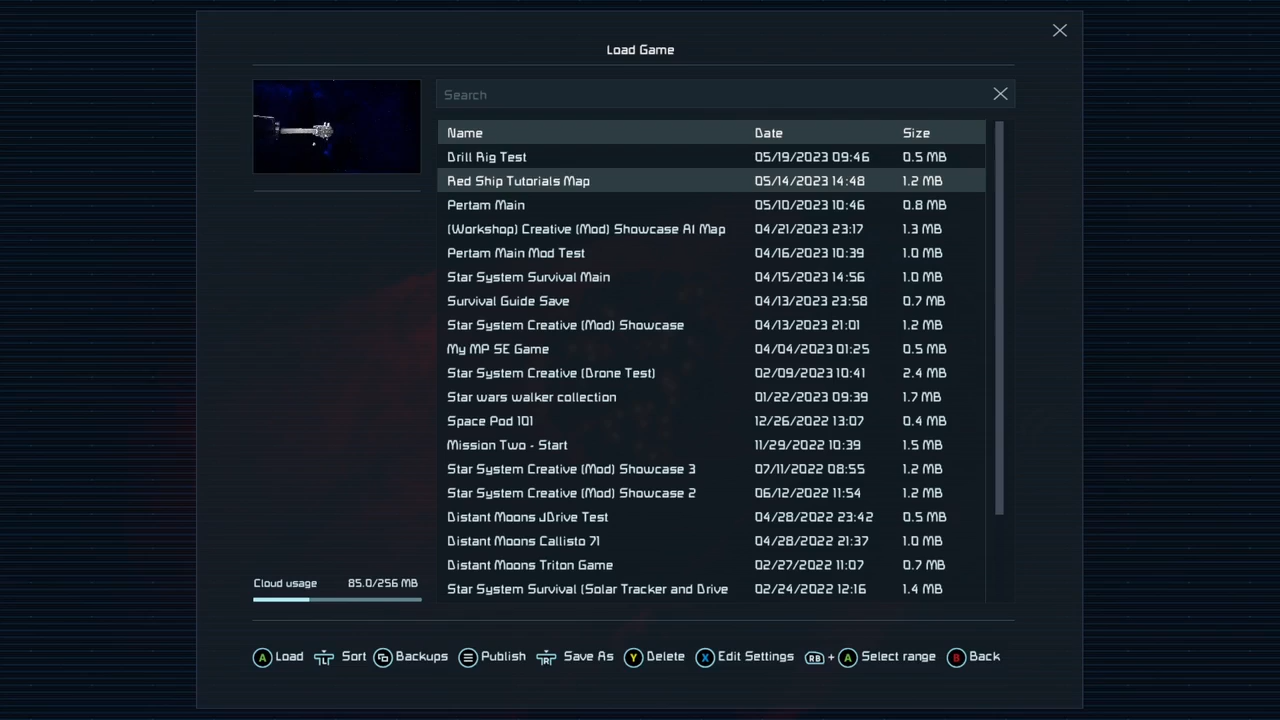 Load Game
Search
Name Date Size
Drill Rig Test 05/19/2023 09:46 0.5 MB
Red Ship Tutorials Map 05/14/2023 14:48 1.2 MB
Pertam Main 05/10/2023 10:46 0.8 MB
(Workshop) Creative (Mod) Showcase AI Map 04/21/2023 23:17 1.3 MB
Pertam Main Mod Test 04/16/2023 10:39 1.0 MB
Star System Survival Main 04/15/2023 14:56 1.0 MB
Survival Guide Save 04/13/2023 23:58 0.7 MB
Star System Creative (Mod) Showcase 04/13/2023 21:01 1.2 MB
My MP SE Game 04/04/2023 01:25 0.5 MB
Star System Creative (Drone Test) 02/09/2023 10:41 2.4 MB
Star wars walker collection 01/22/2023 09:39 1.7 MB
Space Pod 101 12/26/2022 13:07 0.4 MB
Mission Two - Start 11/29/2022 10:39 1.5 MB
Star System Creative (Mod) Showcase 3 07/11/2022 08:55 1.2 MB
Star System Creative (Mod) Showcase 2 06/12/2022 11:54 1.2 MB
Distant Moons JDrive Test 04/28/2022 23:42 0.5 MB
Distant Moons Callisto 71 04/28/2022 21:37 1.0 MB
Distant Moons Triton Game 02/27/2022 11:07 0.7 MB
Star System Survival (Solar Tracker and Drive 02/24/2022 12:16 1.4 MB
Cloud usage 85.0/256 MB
A Load LT Sort Backups Publish RT Save As Y Delete X Edit Settings RB + A Select range B Back